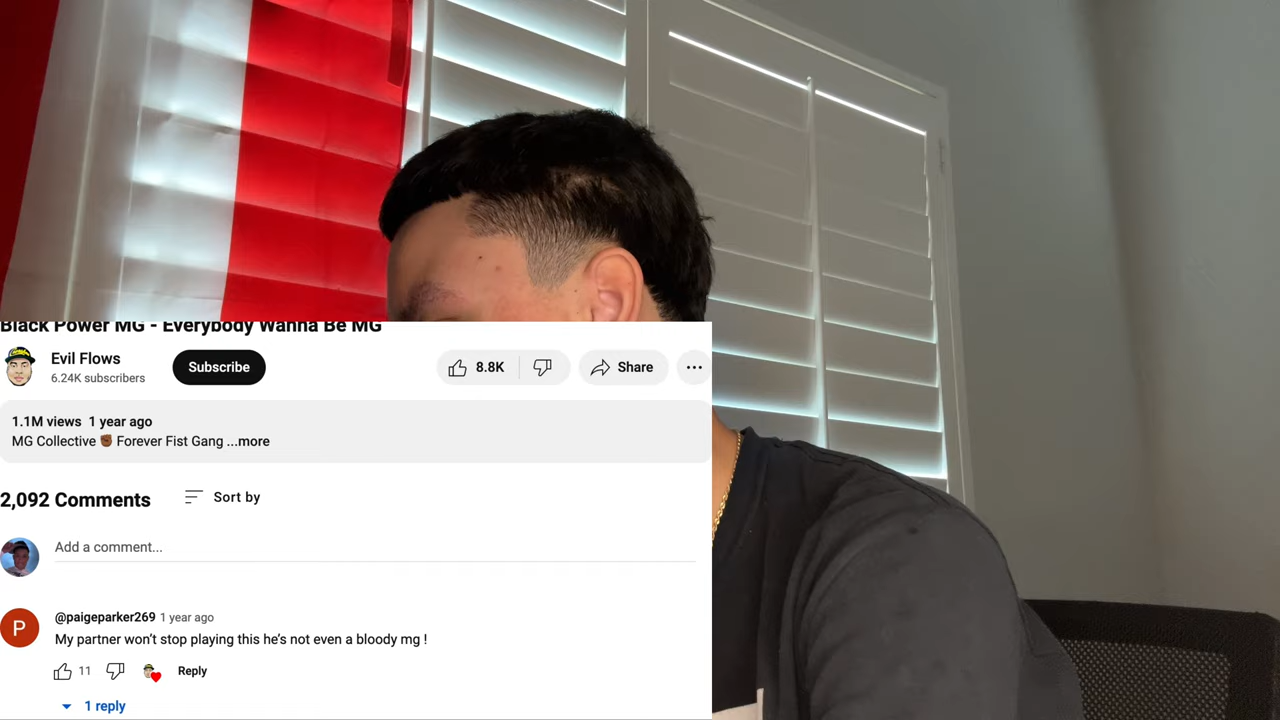 Black Power MG - Everybody Wanna Be MG
Evil Flows
6.24K subscribers
Subscribe
8.8K
Share
1.1M views 1 year ago
MG Collective ✊🏾 Forever Fist Gang ...more
2,092 Comments
Sort by
Add a comment...
P
@paigeparker269 1 year ago
My partner won't stop playing this he's not even a bloody mg !
11
Reply
1 reply